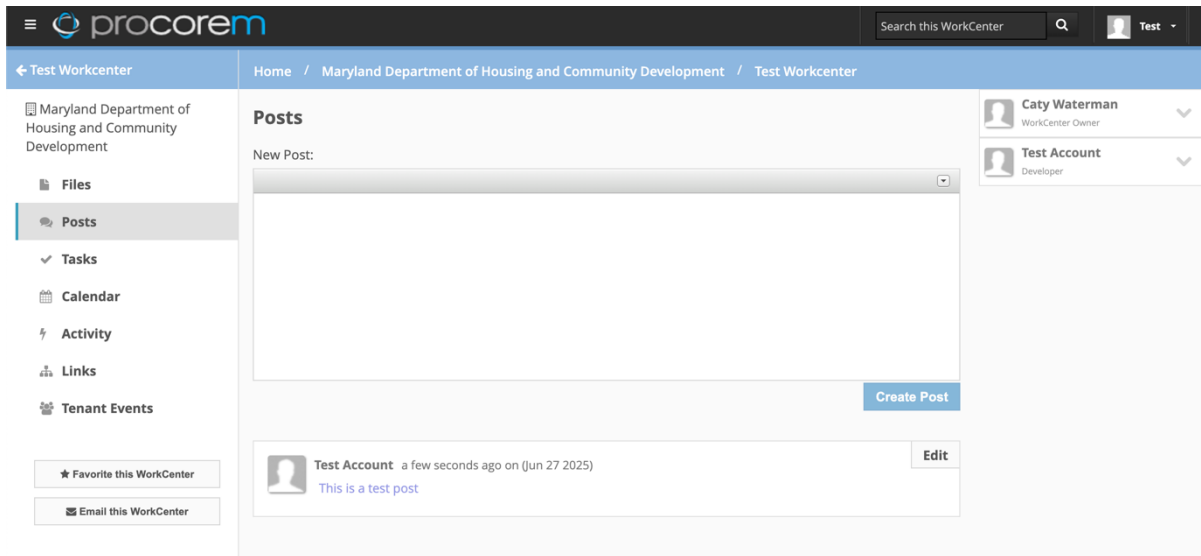 procorem
Search this WorkCenter
Test
Test Workcenter
Home / Maryland Department of Housing and Community Development / Test Workcenter
Maryland Department of
Housing and Community
Development
Files
Posts
Tasks
Calendar
Activity
Links
Tenant Events
Favorite this WorkCenter
Email this WorkCenter
Posts
New Post:
Create Post
Test Account a few seconds ago on (Jun 27 2025)
This is a test post
Edit
Caty Waterman
WorkCenter Owner
Test Account
Developer